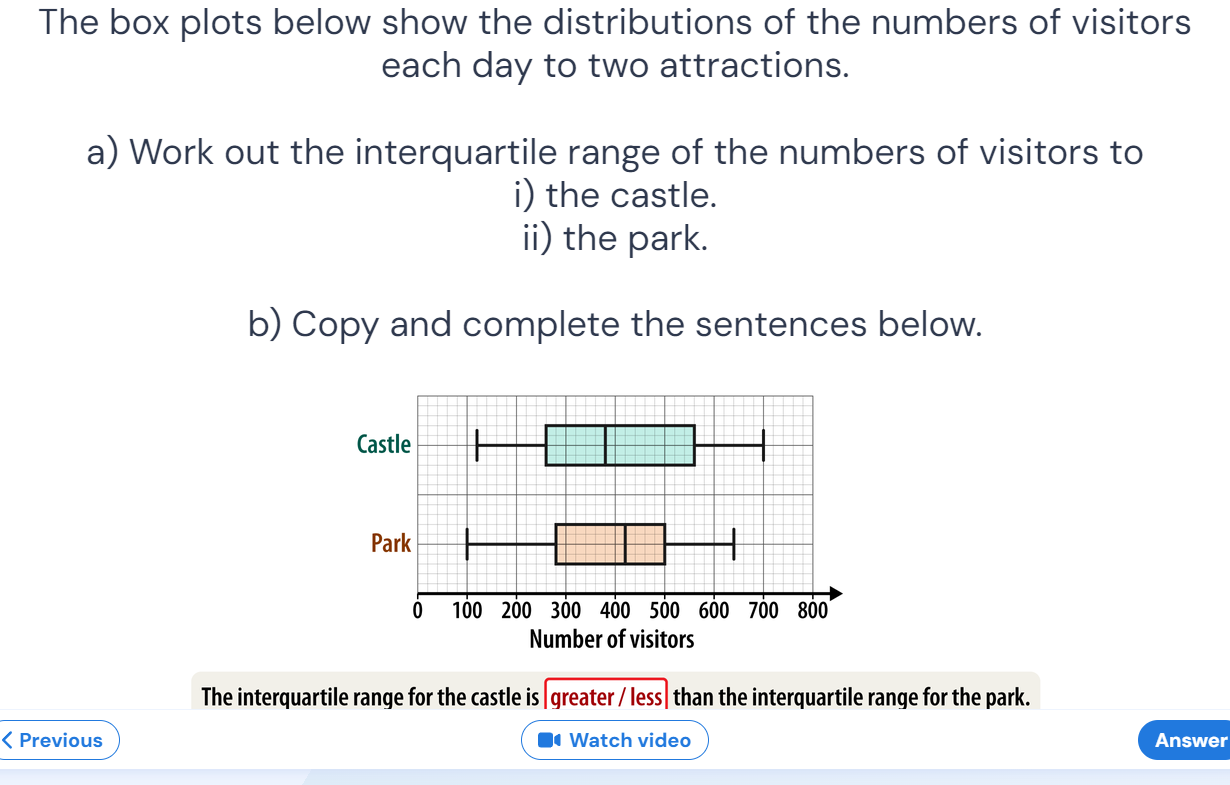 The box plots below show the distributions of the numbers of visitors
each day to two attractions.
a) Work out the interquartile range of the numbers of visitors to
i) the castle.
ii) the park.
b) Copy and complete the sentences below.
Castle
Park
0 100 200 300 400 500 600 700 800
Number of visitors
The interquartile range for the castle is greater / less than the interquartile range for the park.
Previous Watch video Answer